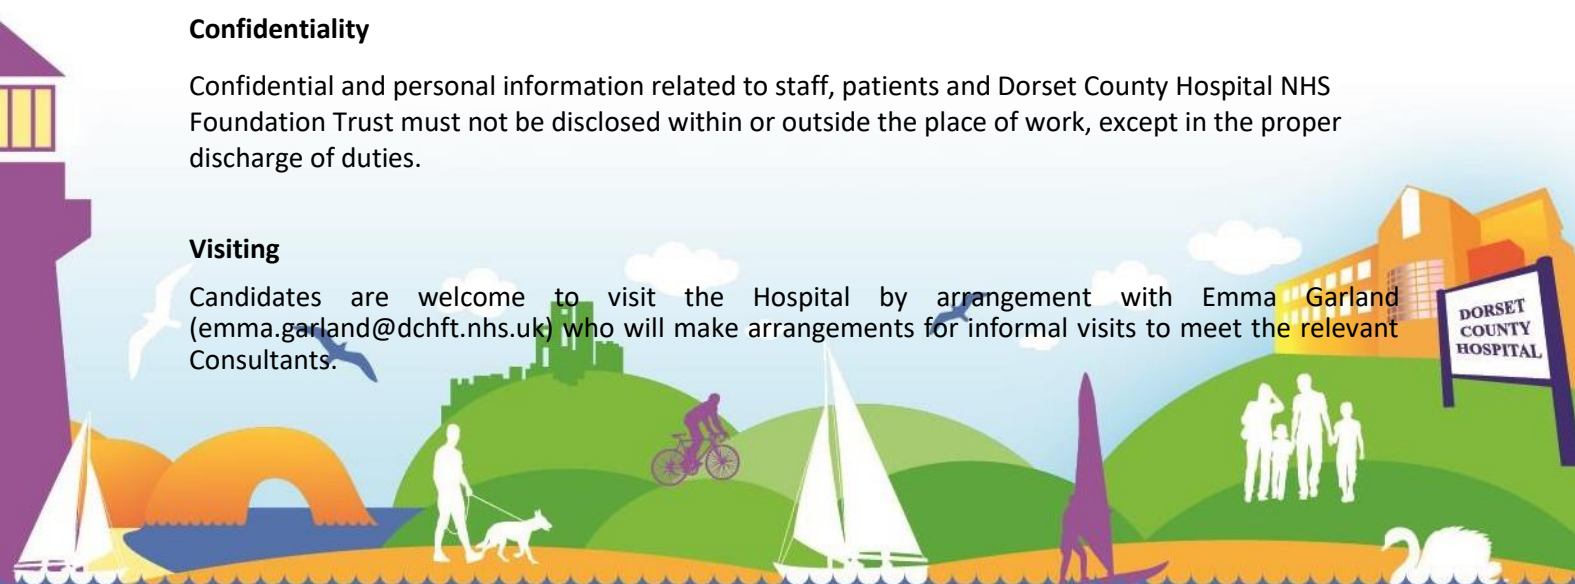 Confidentiality
Confidential and personal information related to staff, patients and Dorset County Hospital NHS
Foundation Trust must not be disclosed within or outside the place of work, except in the proper
discharge of duties.
Visiting
Candidates are welcome to visit the Hospital by arrangement with Emma Garland
(emma.garland@dchft.nhs.uk) who will make arrangements for informal visits to meet the relevant
Consultants.
DORSET
COUNTY
HOSPITAL